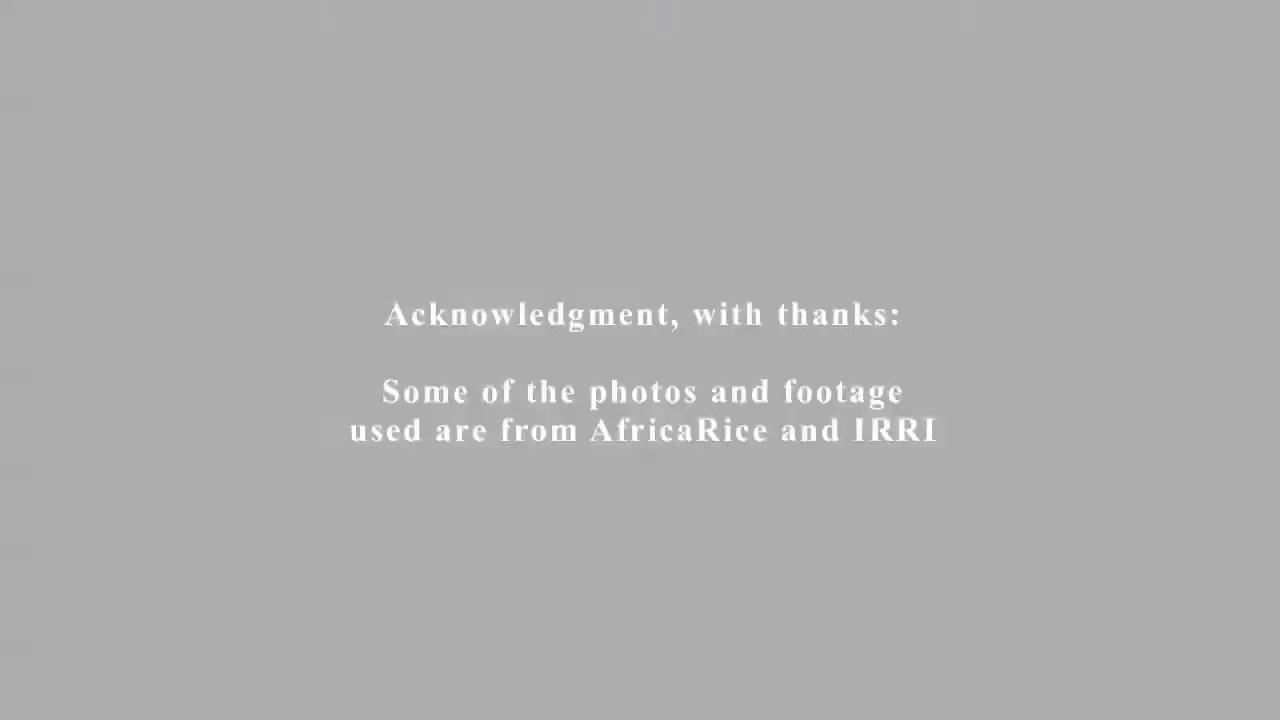 Acknowledgment, with thanks:
Some of the photos and footage
used are from AfricaRice and IRRI